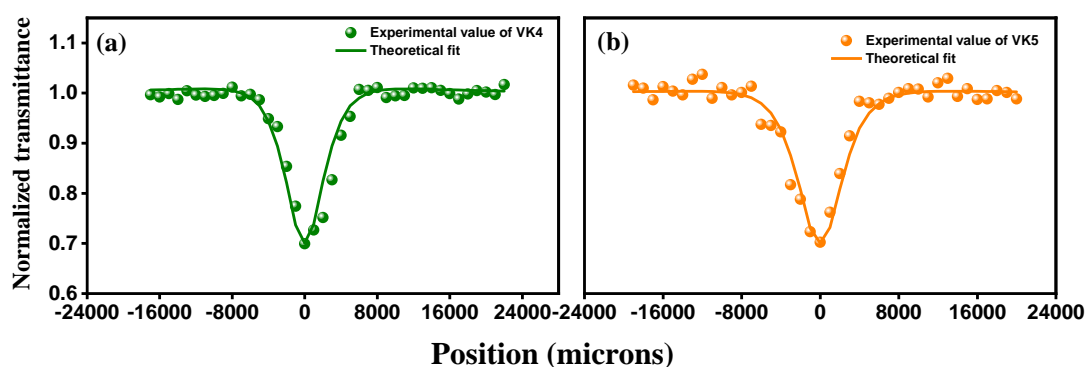 (a)
Experimental value of VK4
Theoretical fit
(b)
Experimental value of VK5
Theoretical fit
Normalized transmittance
1.1
1.0
0.9
0.8
0.7
0.6
-24000 -16000 -8000 0 8000 16000 24000
-24000 -16000 -8000 0 8000 16000 24000
Position (microns)